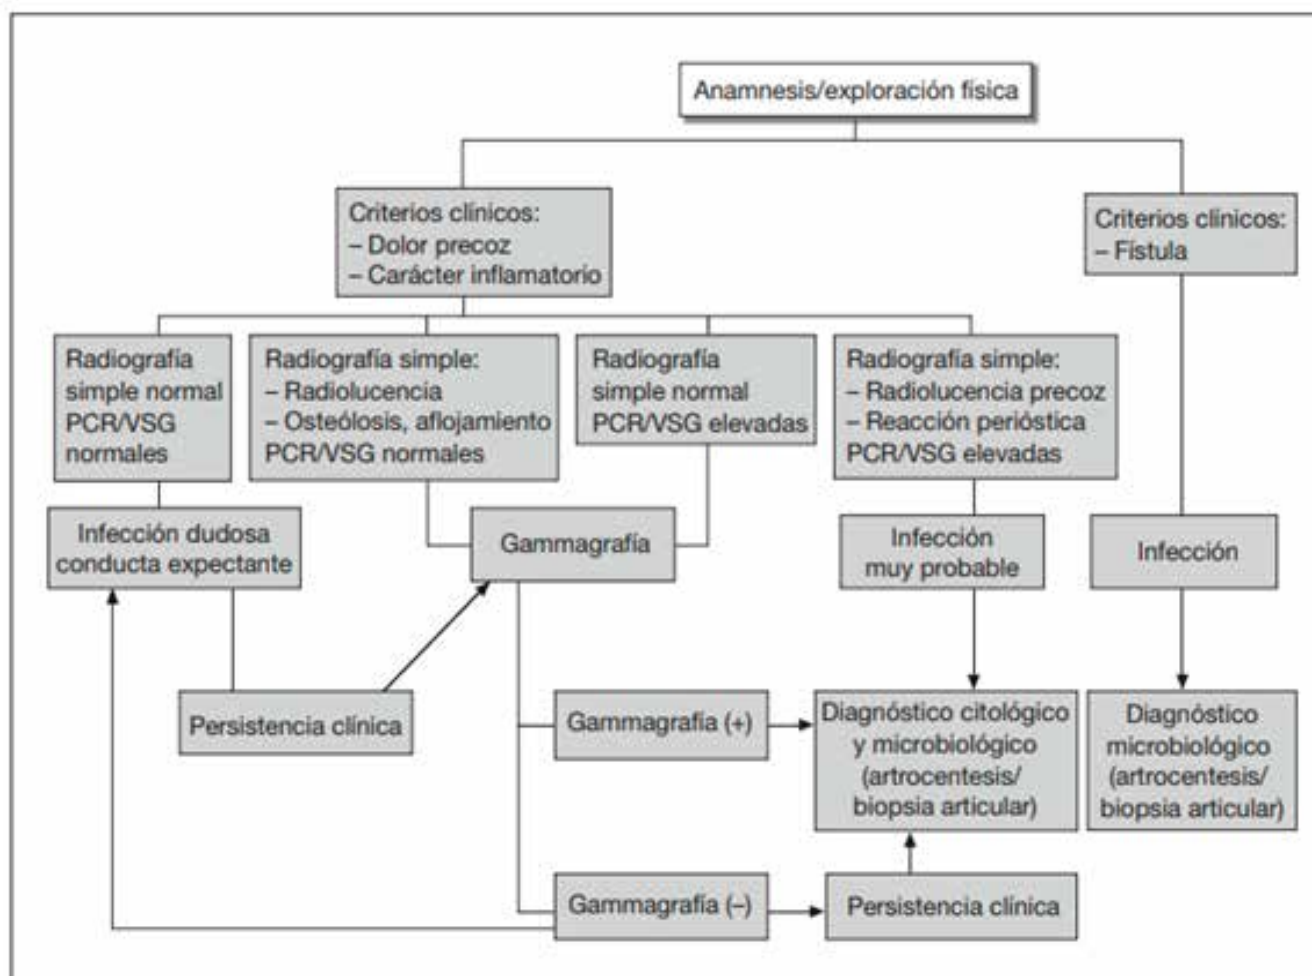 Anamnesis/exploración física
Criterios clínicos:
– Dolor precoz
– Carácter inflamatorio
Criterios clínicos:
– Fístula
Radiografía
simple normal
PCR/VSG
normales
Radiografía simple:
– Radiolucencia
– Osteólosis, aflojamiento
PCR/VSG normales
Radiografía
simple normal
PCR/VSG elevadas
Radiografía simple:
– Radiolucencia precoz
– Reacción perióstica
PCR/VSG elevadas
Infección dudosa
conducta expectante
Gammagrafía
Infección
muy probable
Infección
Persistencia clínica
Gammagrafía (+)
Diagnóstico citológico
y microbiológico
(artrocentesis/
biopsia articular)
Diagnóstico
microbiológico
(artrocentesis/
biopsia articular)
Gammagrafía (–)
Persistencia clínica